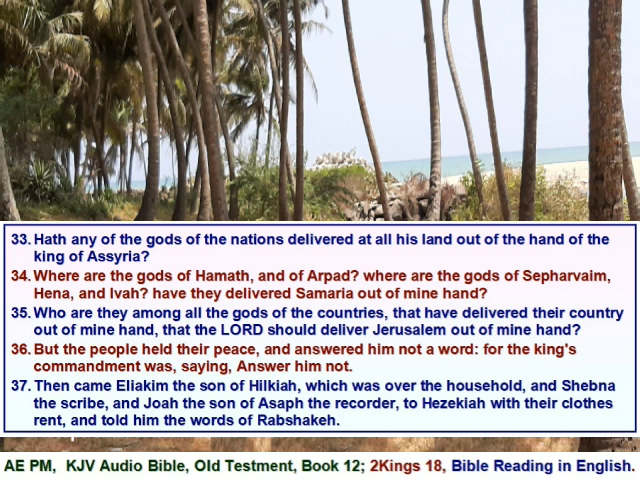 33. Hath any of the gods of the nations delivered at all his land out of the hand of the
king of Assyria?
34. Where are the gods of Hamath, and of Arpad? where are the gods of Sepharvaim,
Hena, and Ivah? have they delivered Samaria out of mine hand?
35. Who are they among all the gods of the countries, that have delivered their country
out of mine hand, that the LORD should deliver Jerusalem out of mine hand?
36. But the people held their peace, and answered him not a word: for the king's
commandment was, saying, Answer him not.
37. Then came Eliakim the son of Hilkiah, which was over the household, and Shebna
the scribe, and Joah the son of Asaph the recorder, to Hezekiah with their clothes
rent, and told him the words of Rabshakeh.
AE PM, KJV Audio Bible, Old Testment, Book 12; 2Kings 18, Bible Reading in English.